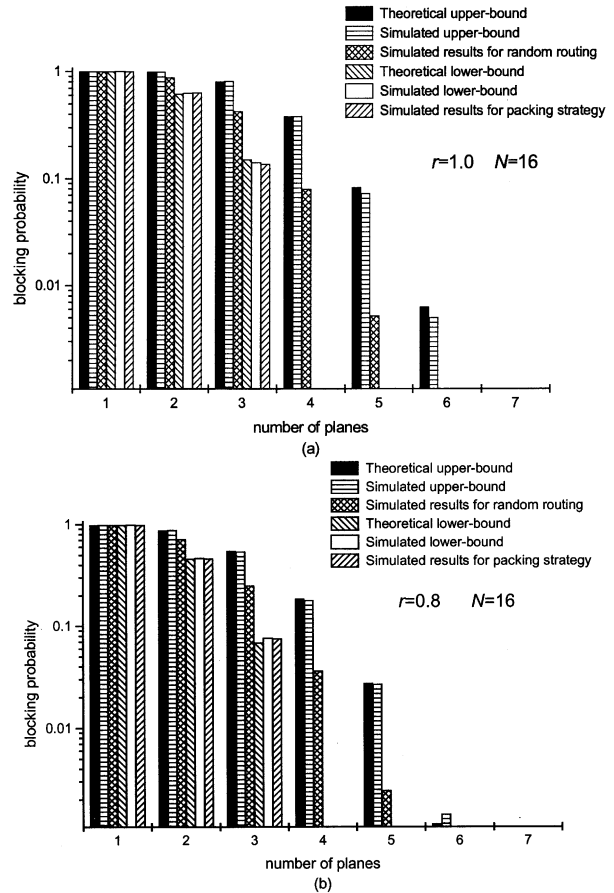 Theoretical upper-bound
Simulated upper-bound
Simulated results for random routing
Theoretical lower-bound
Simulated lower-bound
Simulated results for packing strategy
r=1.0 N=16
1
0.1
0.01
blocking probability
1 2 3 4 5 6 7
number of planes
(a)
Theoretical upper-bound
Simulated upper-bound
Simulated results for random routing
Theoretical lower-bound
Simulated lower-bound
Simulated results for packing strategy
r=0.8 N=16
1
0.1
0.01
blocking probability
1 2 3 4 5 6 7
number of planes
(b)